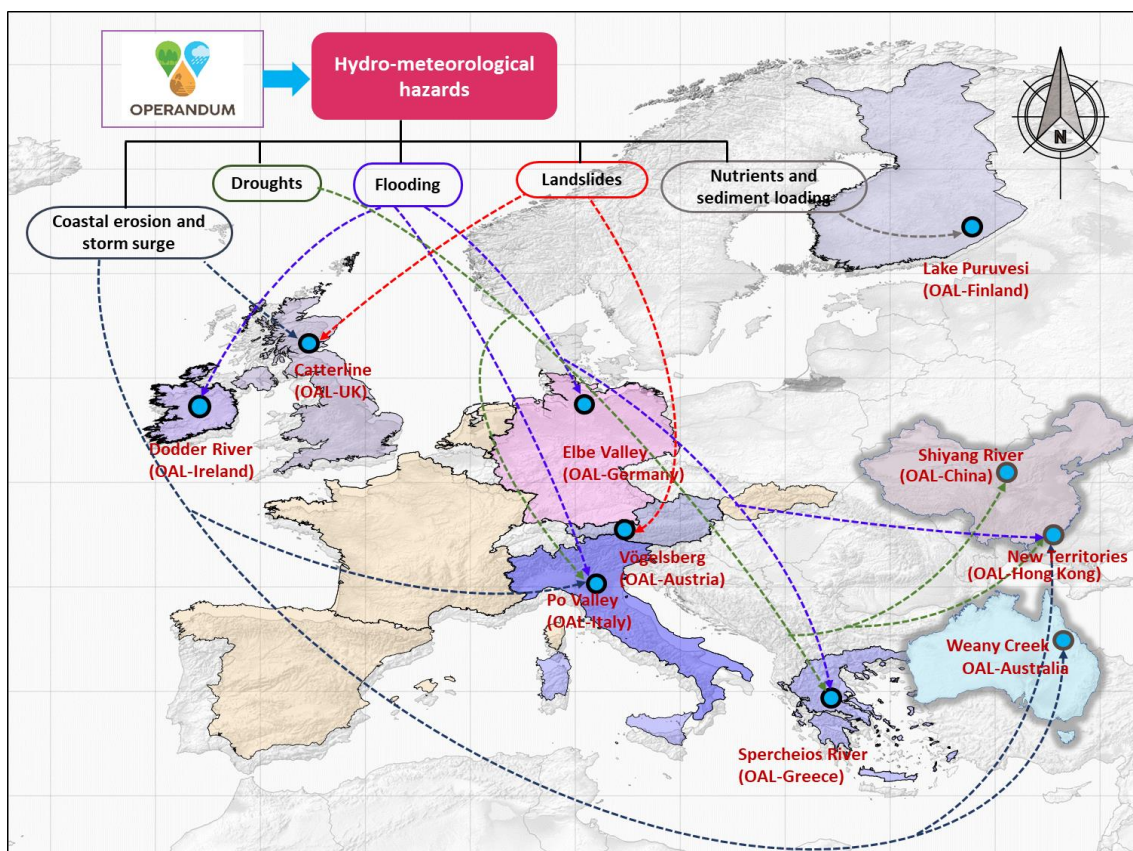 OPERANDUM
Hydro-meteorological
hazards
Droughts
Flooding
Landslides
Nutrients and
sediment loading
Coastal erosion and
storm surge
N
Lake Puruvesi
(OAL-Finland)
Catterline
(OAL-UK)
Dodder River
(OAL-Ireland)
Elbe Valley
(OAL-Germany)
Shiyang River
(OAL-China)
New Territories
(OAL-Hong Kong)
Vögelsberg
(OAL-Austria)
Po Valley
(OAL-Italy)
Weany Creek
OAL-Australia
Spercheios River
(OAL-Greece)